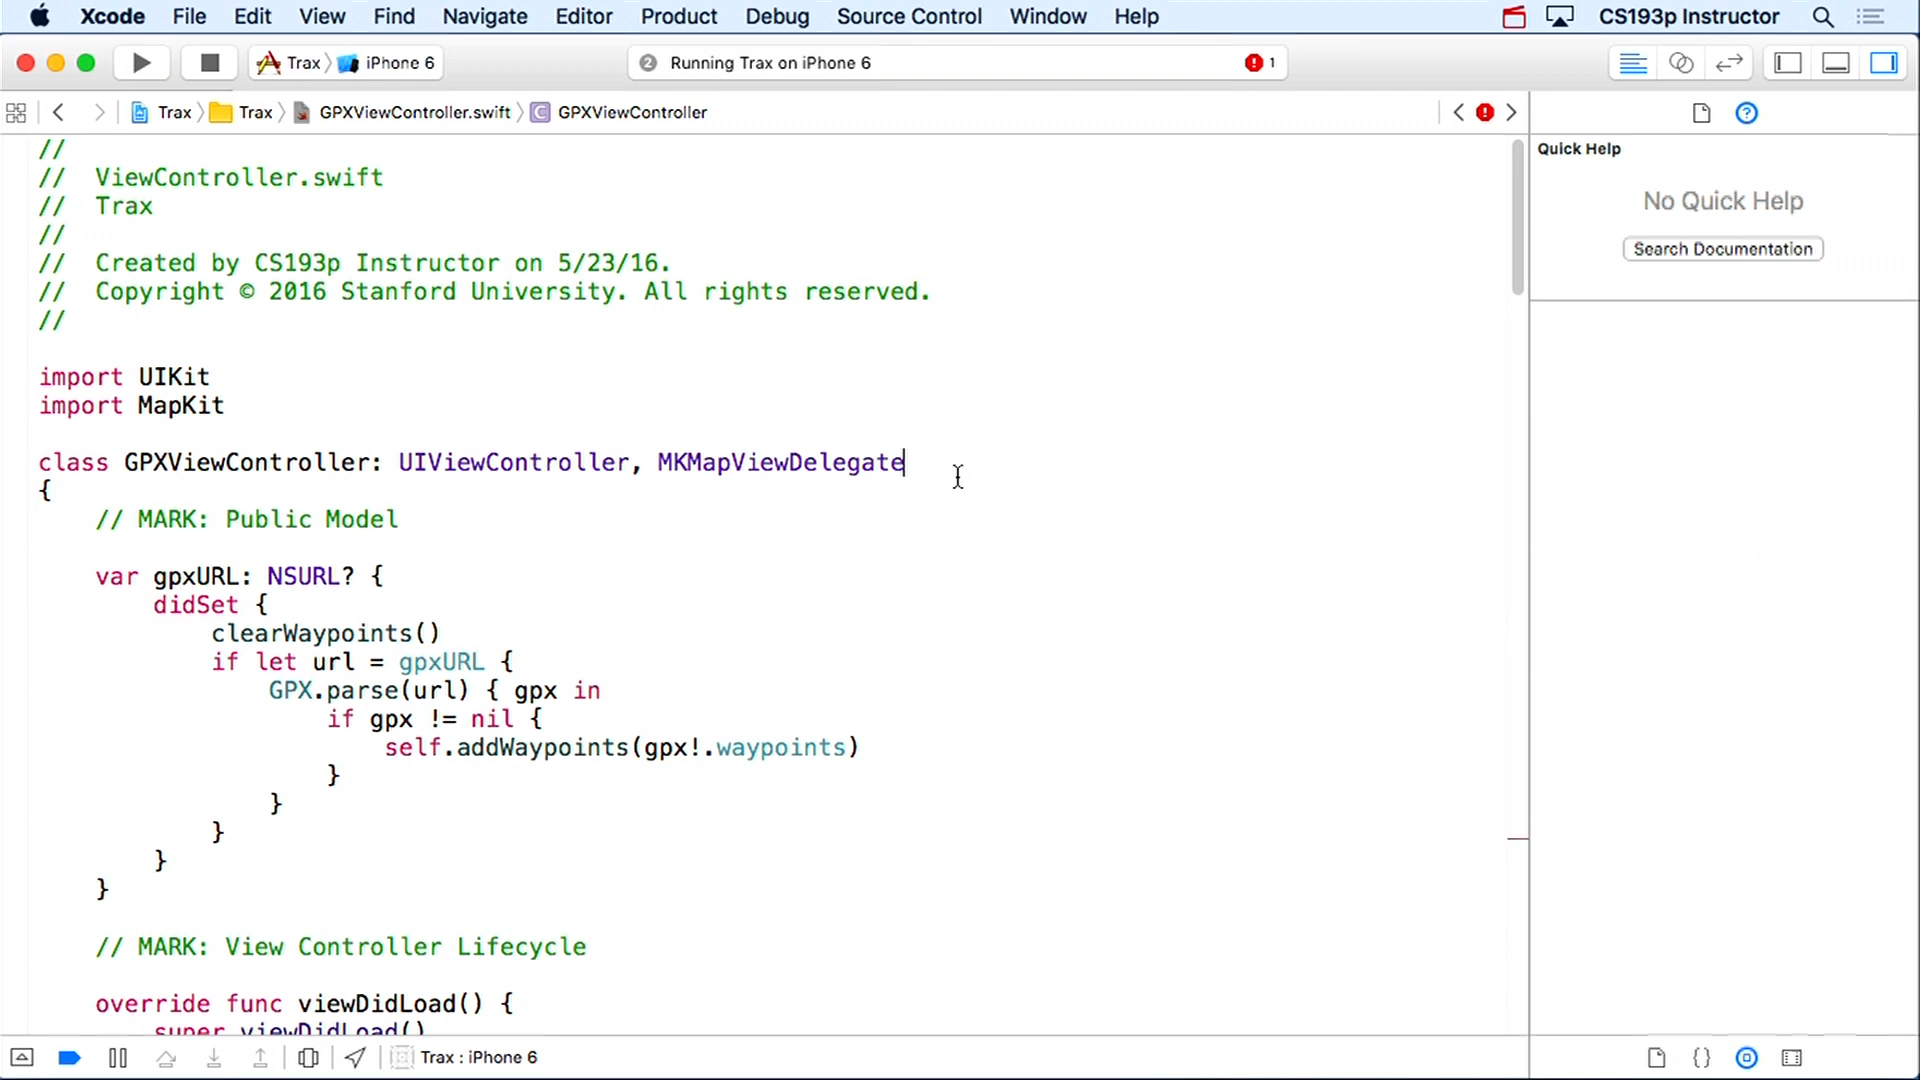 Xcode File Edit View Find Navigate Editor Product Debug Source Control Window Help CS193p Instructor
Trax iPhone 6 2 Running Trax on iPhone 6 1
Trax Trax GPXViewController.swift C GPXViewController
Quick Help
No Quick Help
Search Documentation
//
//  ViewController.swift
//  Trax
//
//  Created by CS193p Instructor on 5/23/16.
//  Copyright © 2016 Stanford University. All rights reserved.
//
import UIKit
import MapKit
class GPXViewController: UIViewController, MKMapViewDelegate
{
    // MARK: Public Model
    var gpxURL: NSURL? {
        didSet {
            clearWaypoints()
            if let url = gpxURL {
                GPX.parse(url) { gpx in
                    if gpx != nil {
                        self.addWaypoints(gpx!.waypoints)
                    }
                }
            }
        }
    }
    // MARK: View Controller Lifecycle
    override func viewDidLoad() {
        super.viewDidLoad()
Trax : iPhone 6